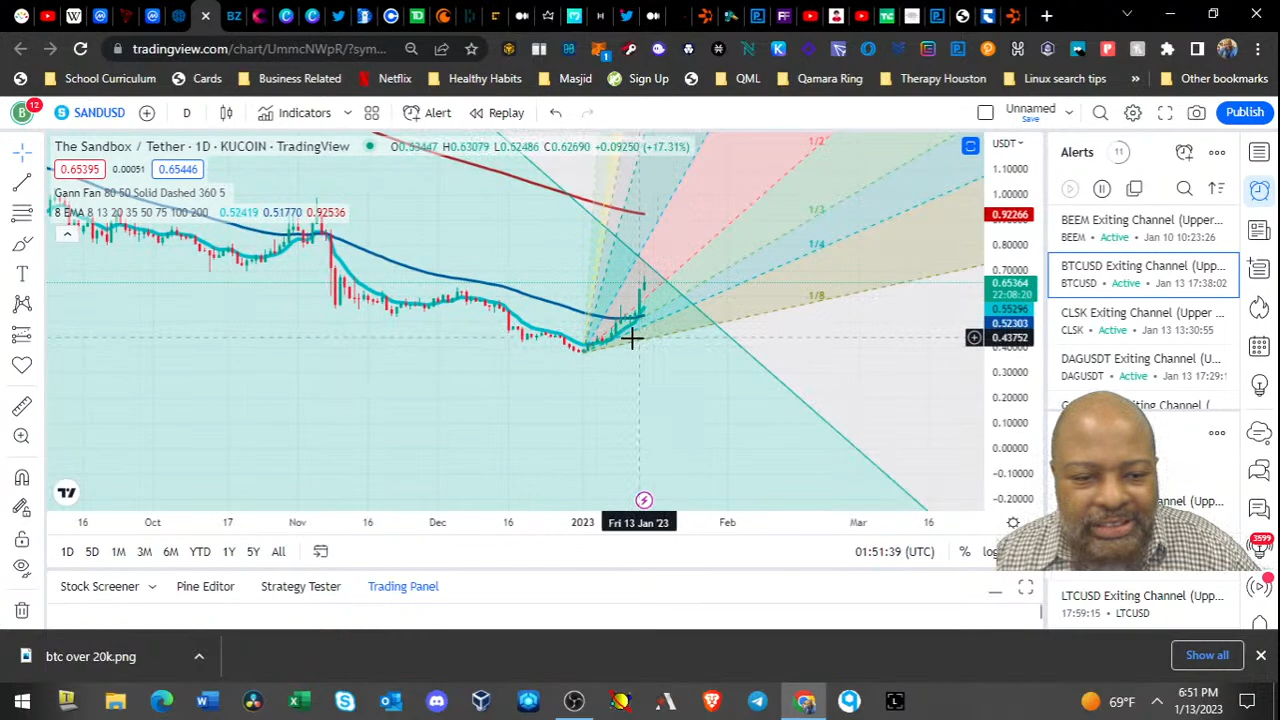 tradingview.com/chart/UmmcNWpR/?sym...
School Curriculum Cards Business Related Netflix Healthy Habits Masjid Sign Up QML Qamara Ring Therapy Houston Linux search tips » Other bookmarks
B 12 SANDUSD D Indicators Alert Replay Unnamed Save Publish
The Sandbox / Tether · 1D · KUCOIN · TradingView O0.53447 H0.63079 L0.52486 C0.62690 +0.09250 (+17.31%)
0.65395 0.00051 0.65446
Gann Fan 80 50 Solid Dashed 360 5
8 EMA 8 13 20 35 50 75 100 200 0.52419 0.51770 0.92536
1/2
1/3
1/4
1/8
USDT
1.10000
1.00000
0.92266
0.80000
0.70000
0.65364
22:08:20
0.55296
0.52303
0.43752
0.40000
0.30000
0.20000
0.10000
0.00000
-0.10000
-0.20000
16 Oct 17 Nov 16 Dec 16 2023 Fri 13 Jan '23 Feb Mar 16
1D 5D 1M 3M 6M YTD 1Y 5Y All 01:51:39 (UTC) % log
Stock Screener Pine Editor Strategy Tester Trading Panel
Alerts 11
BEEM Exiting Channel (Upper...
BEEM • Active Jan 10 10:23:26
BTCUSD Exiting Channel (Upp...
BTCUSD • Active Jan 13 17:38:02
CLSK Exiting Channel (Upper...
CLSK • Active Jan 13 13:30:55
DAGUSDT Exiting Channel (U...
DAGUSDT • Active Jan 13 17:29:1
3599
LTCUSD Exiting Channel (Upp...
17:59:15 • LTCUSD
btc over 20k.png Show all
69°F 6:51 PM
1/13/2023